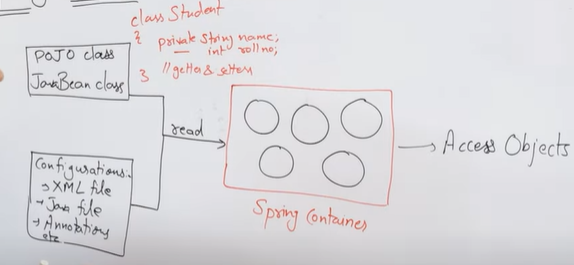 class Student
{ private String name;
int rollno;
} // getter & setters
POJO class
JavaBean class
read
Configurations:
→ XML file
→ Java file
→ Annotations
etc
Spring Container
→ Access Objects